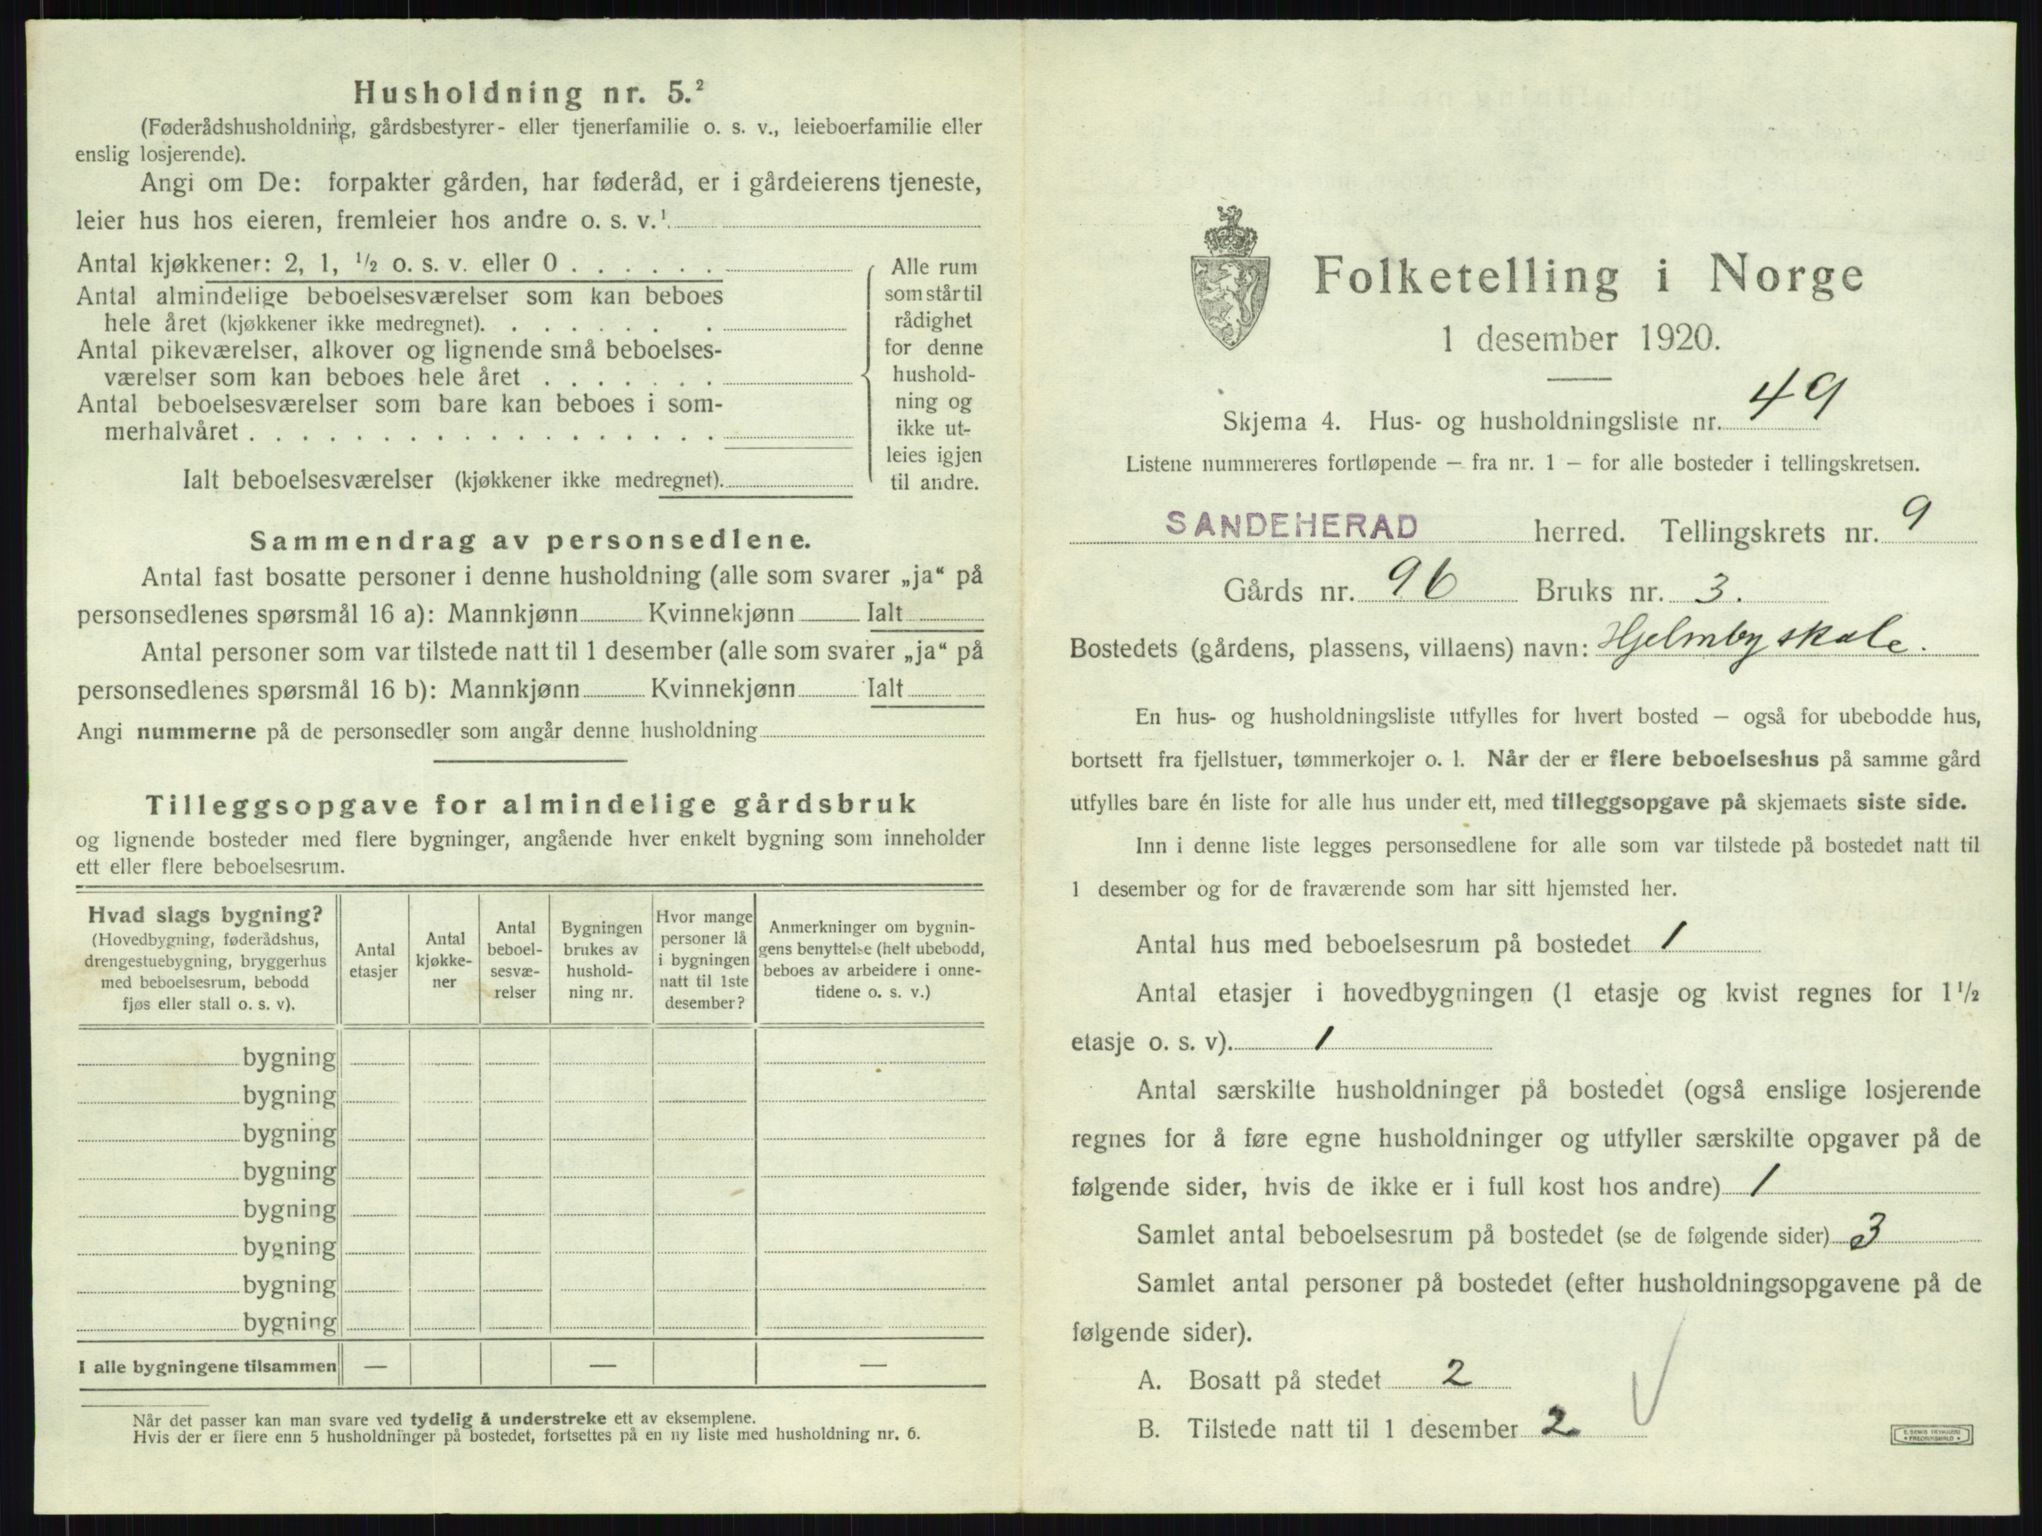 Husholdning nr. 5.²
(Føderådshusholdning, gårdsbestyrer- eller tjenerfamilie o. s. v., leieboerfamilie eller
enslig losjerende).
Angi om De: forpakter gården, har føderåd, er i gårdeierens tjeneste,
leier hus hos eieren, fremleier hos andre o. s. v.¹
Antal kjøkkener: 2, 1, ½ o. s. v. eller 0 . . . . . .
Antal almindelige beboelsesværelser som kan beboes
hele året (kjøkkener ikke medregnet). . . . . . . .
Antal pikeværelser, alkover og lignende små beboelses-
værelser som kan beboes hele året . . . . . . .
Antal beboelsesværelser som bare kan beboes i som-
merhalvåret . . . . . . . . . . . . . . . . . .
Ialt beboelsesværelser (kjøkkener ikke medregnet).
Alle rum
som står til
rådighet
for denne
hushold-
ning og
ikke ut-
leies igjen
til andre.
Sammendrag av personsedlene.
Antal fast bosatte personer i denne husholdning (alle som svarer „ja“ på
personsedlenes spørsmål 16 a): Mannkjønn Kvinnekjønn Ialt
Antal personer som var tilstede natt til 1 desember (alle som svarer „ja“ på
personsedlenes spørsmål 16 b): Mannkjønn Kvinnekjønn Ialt
Angi nummerne på de personsedler som angår denne husholdning
Tilleggsopgave for almindelige gårdsbruk
og lignende bosteder med flere bygninger, angående hver enkelt bygning som inneholder
ett eller flere beboelsesrum.
Hvad slags bygning?
(Hovedbygning, føderådshus,
drengestuebygning, bryggerhus
med beboelsesrum, bebodd
fjøs eller stall o. s. v).
Antal
etasjer
Antal
kjøkke-
ner
Antal
beboel-
sesvæ-
relser
Bygningen
brukes av
hushold-
ning nr.
Hvor mange
personer lå
i bygningen
natt til 1ste
desember?
Anmerkninger om bygnin-
gens benyttelse (helt ubebodd,
beboes av arbeidere i onne-
tidene o. s. v.)
bygning
bygning
bygning
bygning
bygning
bygning
bygning
bygning
I alle bygningene tilsammen — — —
Når det passer kan man svare ved tydelig å understreke ett av eksemplene.
Hvis der er flere enn 5 husholdninger på bostedet, fortsettes på en ny liste med husholdning nr. 6.
Folketelling i Norge
1 desember 1920.
Skjema 4. Hus- og husholdningsliste nr. 49
Listene nummereres fortløpende – fra nr. 1 – for alle bosteder i tellingskretsen.
SANDEHERAD herred. Tellingskrets nr. 9
Gårds nr. 96 Bruks nr. 3.
Bostedets (gårdens, plassens, villaens) navn: Hjelmby skole.
En hus- og husholdningsliste utfylles for hvert bosted – også for ubebodde hus,
bortsett fra fjellstuer, tømmerkojer o. l. Når der er flere beboelseshus på samme gård
utfylles bare én liste for alle hus under ett, med tilleggsopgave på skjemaets siste side.
Inn i denne liste legges personsedlene for alle som var tilstede på bostedet natt til
1 desember og for de fraværende som har sitt hjemsted her.
Antal hus med beboelsesrum på bostedet 1
Antal etasjer i hovedbygningen (1 etasje og kvist regnes for 1½
etasje o. s. v). 1
Antal særskilte husholdninger på bostedet (også enslige losjerende
regnes for å føre egne husholdninger og utfyller særskilte opgaver på de
følgende sider, hvis de ikke er i full kost hos andre) 1
Samlet antal beboelsesrum på bostedet (se de følgende sider) 3
Samlet antal personer på bostedet (efter husholdningsopgavene på de
følgende sider).
A. Bosatt på stedet 2
B. Tilstede natt til 1 desember 2